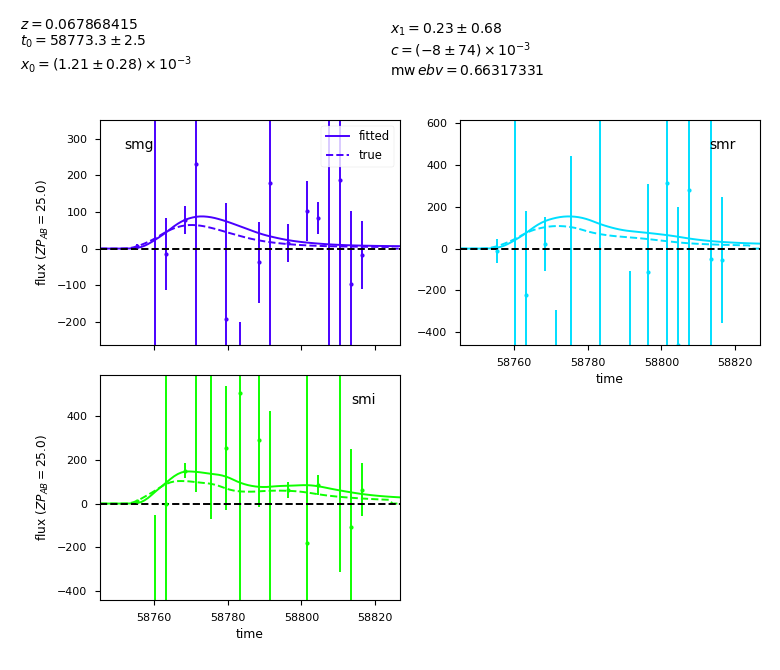 z = 0.067868415
t₀ = 58773.3 ± 2.5
x₀ = (1.21 ± 0.28) × 10⁻³
x₁ = 0.23 ± 0.68
c = (−8 ± 74) × 10⁻³
mw ebv = 0.66317331
smg
fitted
true
300
200
100
0
−100
−200
flux (ZP_AB = 25.0)
smr
600
400
200
0
−200
−400
58760 58780 58800 58820
time
smi
400
200
0
−200
−400
flux (ZP_AB = 25.0)
58760 58780 58800 58820
time